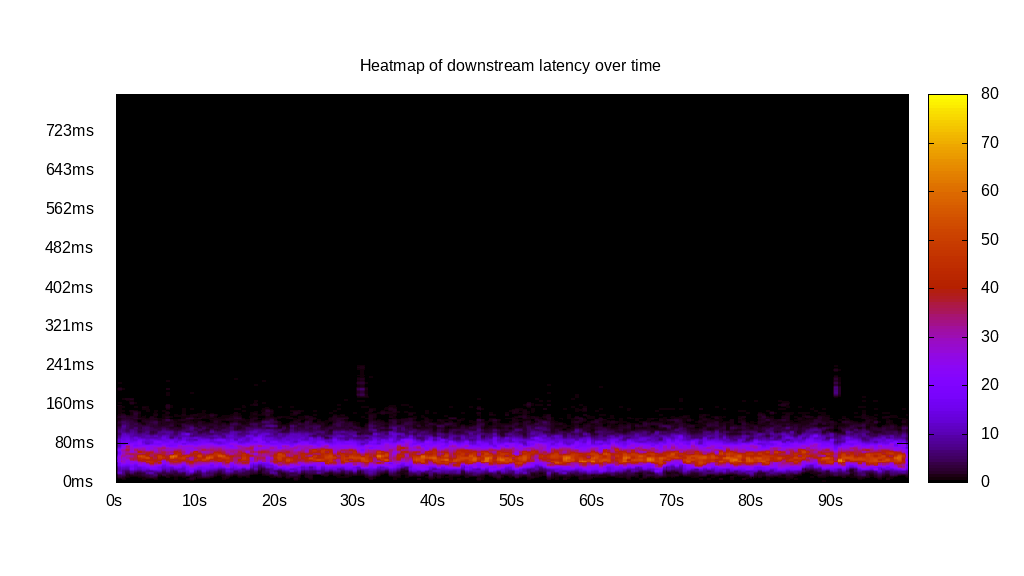 Heatmap of downstream latency over time
723ms
643ms
562ms
482ms
402ms
321ms
241ms
160ms
80ms
0ms
0s 10s 20s 30s 40s 50s 60s 70s 80s 90s
80
70
60
50
40
30
20
10
0